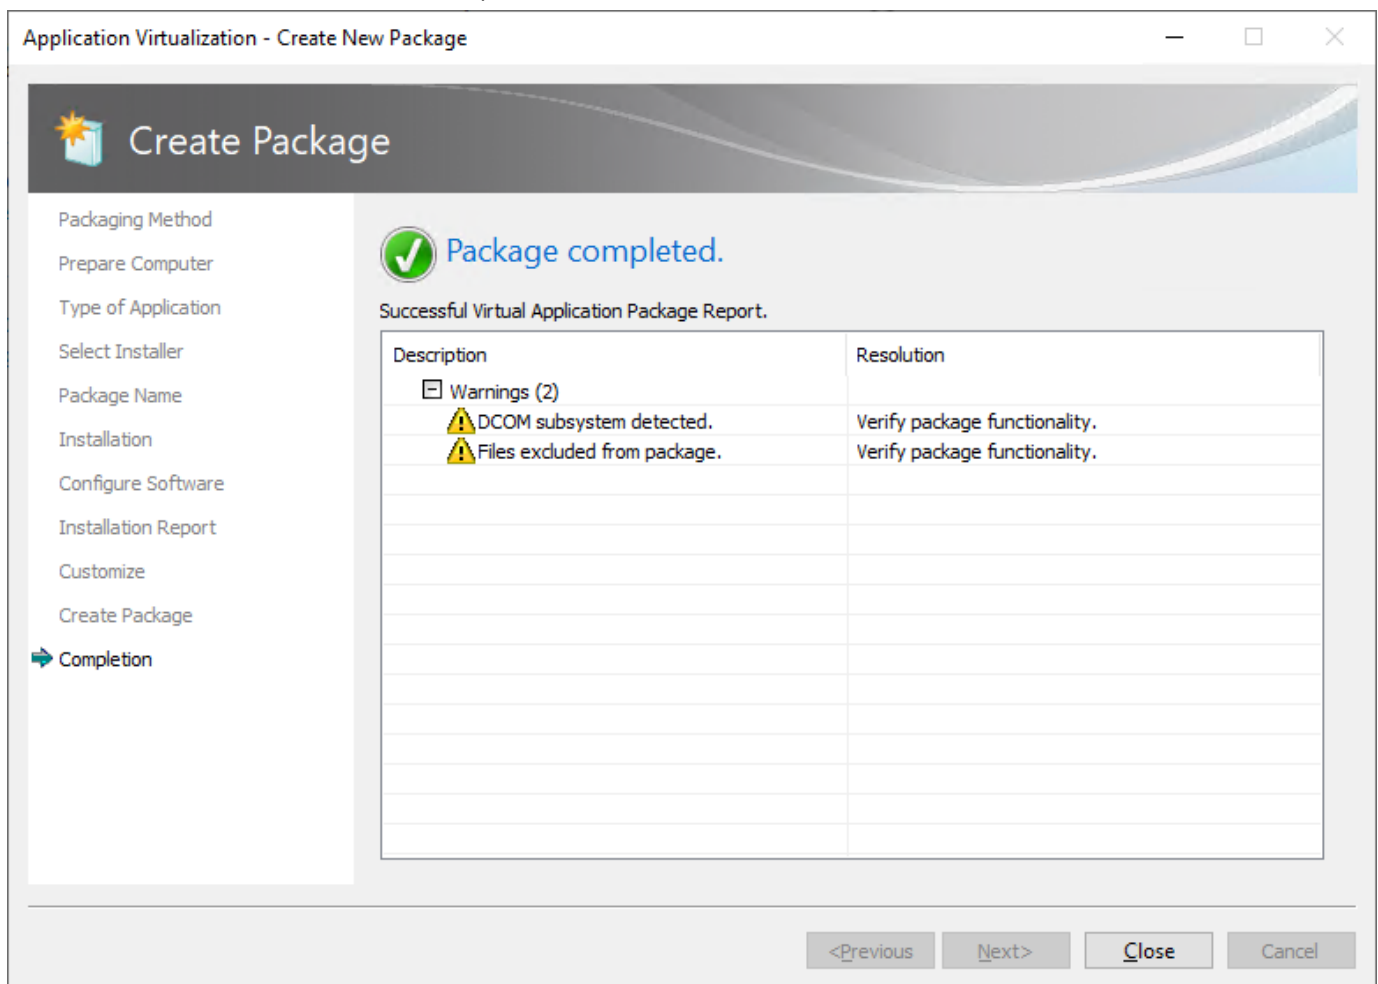 Application Virtualization - Create New Package
Create Package
Packaging Method
Prepare Computer
Type of Application
Select Installer
Package Name
Installation
Configure Software
Installation Report
Customize
Create Package
Completion
Package completed.
Successful Virtual Application Package Report.
Description Resolution
Warnings (2)
DCOM subsystem detected. Verify package functionality.
Files excluded from package. Verify package functionality.
<Previous Next> Close Cancel